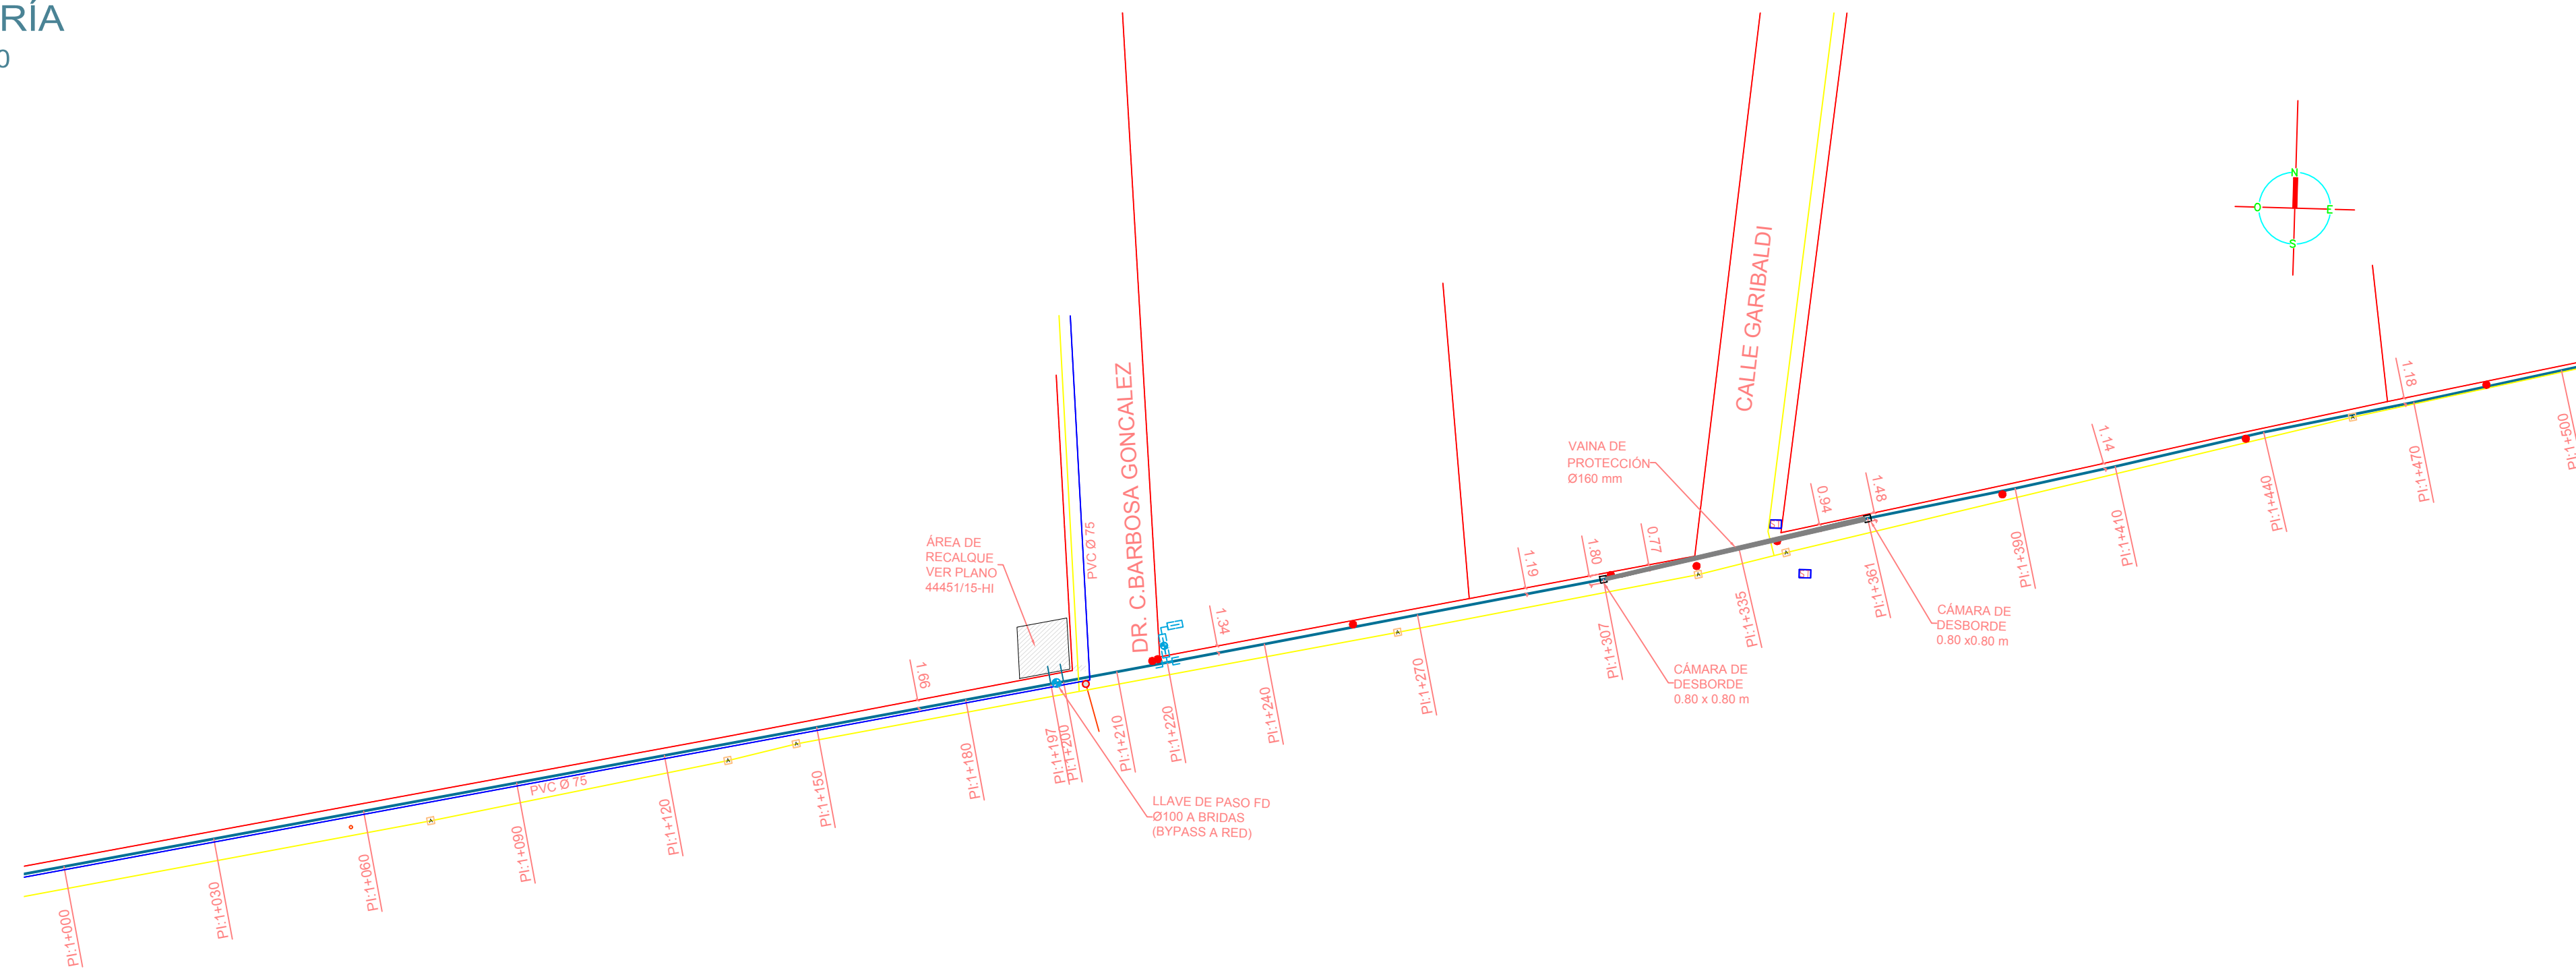 RÍA
0
N
O
E
S
CALLE GARIBALDI
DR. C.BARBOSA GONCALEZ
PVC Ø 75
VAINA DE
PROTECCIÓN
Ø160 mm
ÁREA DE
RECALQUE
VER PLANO
44451/15-HI
1.66
1.34
1.19
1.80
0.77
0.94
1.48
1.14
1.18
CÁMARA DE
DESBORDE
0.80 x0.80 m
CÁMARA DE
DESBORDE
0.80 x 0.80 m
LLAVE DE PASO FD
Ø100 A BRIDAS
(BYPASS A RED)
PVC Ø 75
PI:1+000
PI:1+030
PI:1+060
PI:1+090
PI:1+120
PI:1+150
PI:1+180
PI:1+197
PI:1+200
PI:1+210
PI:1+220
PI:1+240
PI:1+270
PI:1+307
PI:1+335
PI:1+361
PI:1+390
PI:1+410
PI:1+440
PI:1+470
PI:1+500